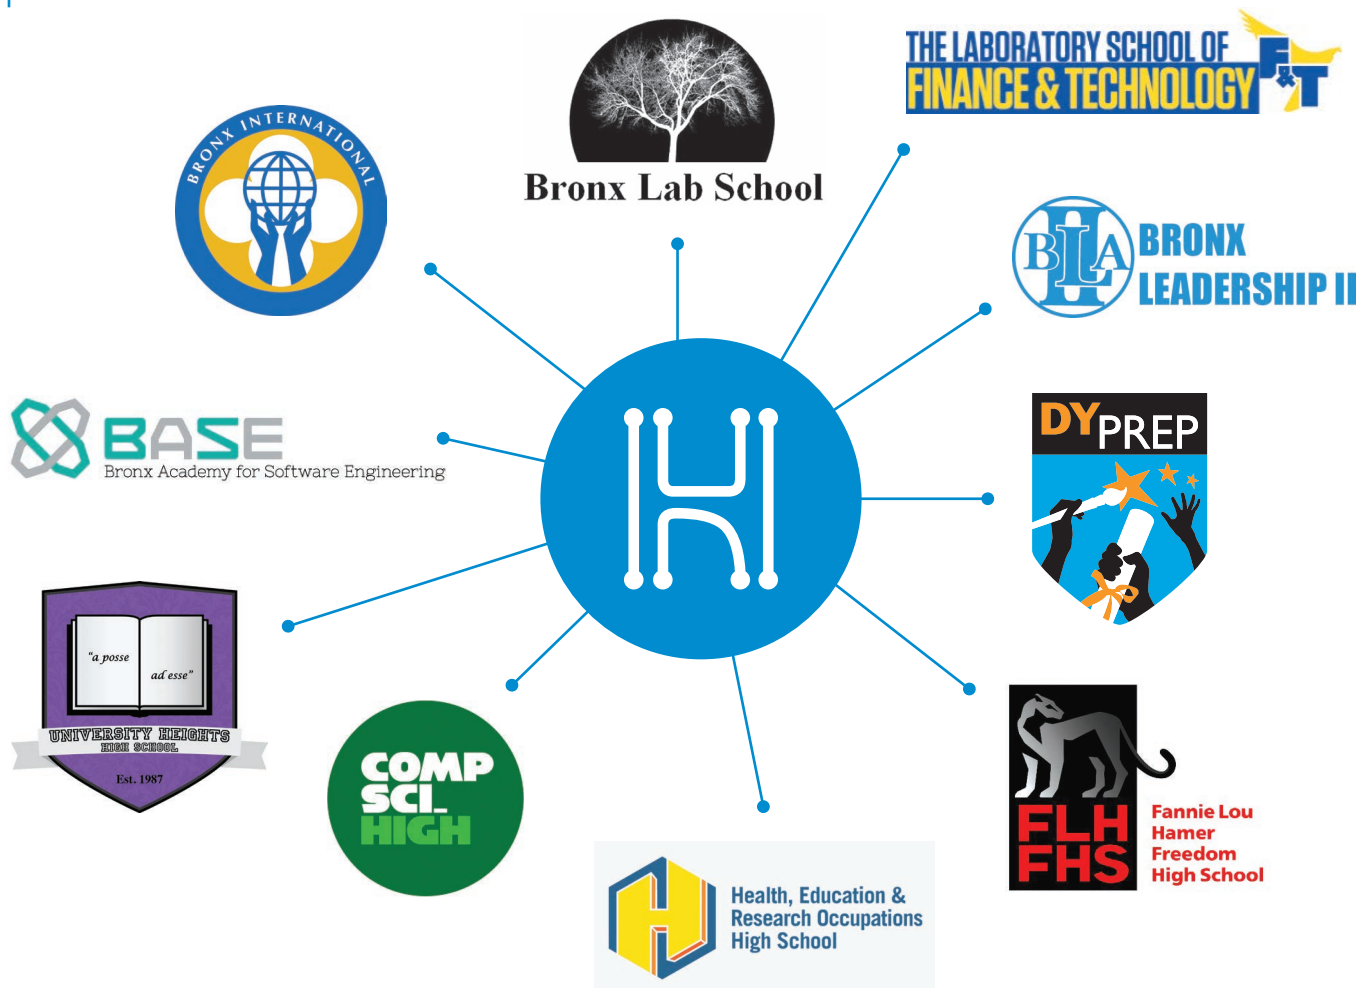 Bronx Lab School
THE LABORATORY SCHOOL OF
FINANCE & TECHNOLOGY
F&T
BRONX INTERNATIONAL
BLA
II
BRONX
LEADERSHIP II
BASE
Bronx Academy for Software Engineering
DYPREP
H
"a posse
ad esse"
UNIVERSITY HEIGHTS
HIGH SCHOOL
Est. 1987
COMP
SCI_
HIGH
FLH
FHS
Fannie Lou
Hamer
Freedom
High School
H
Health, Education &
Research Occupations
High School